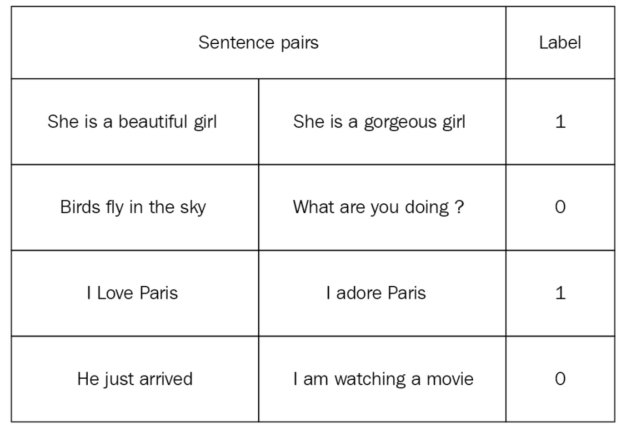 Sentence pairs Label
She is a beautiful girl She is a gorgeous girl 1
Birds fly in the sky What are you doing ? 0
I Love Paris I adore Paris 1
He just arrived I am watching a movie 0